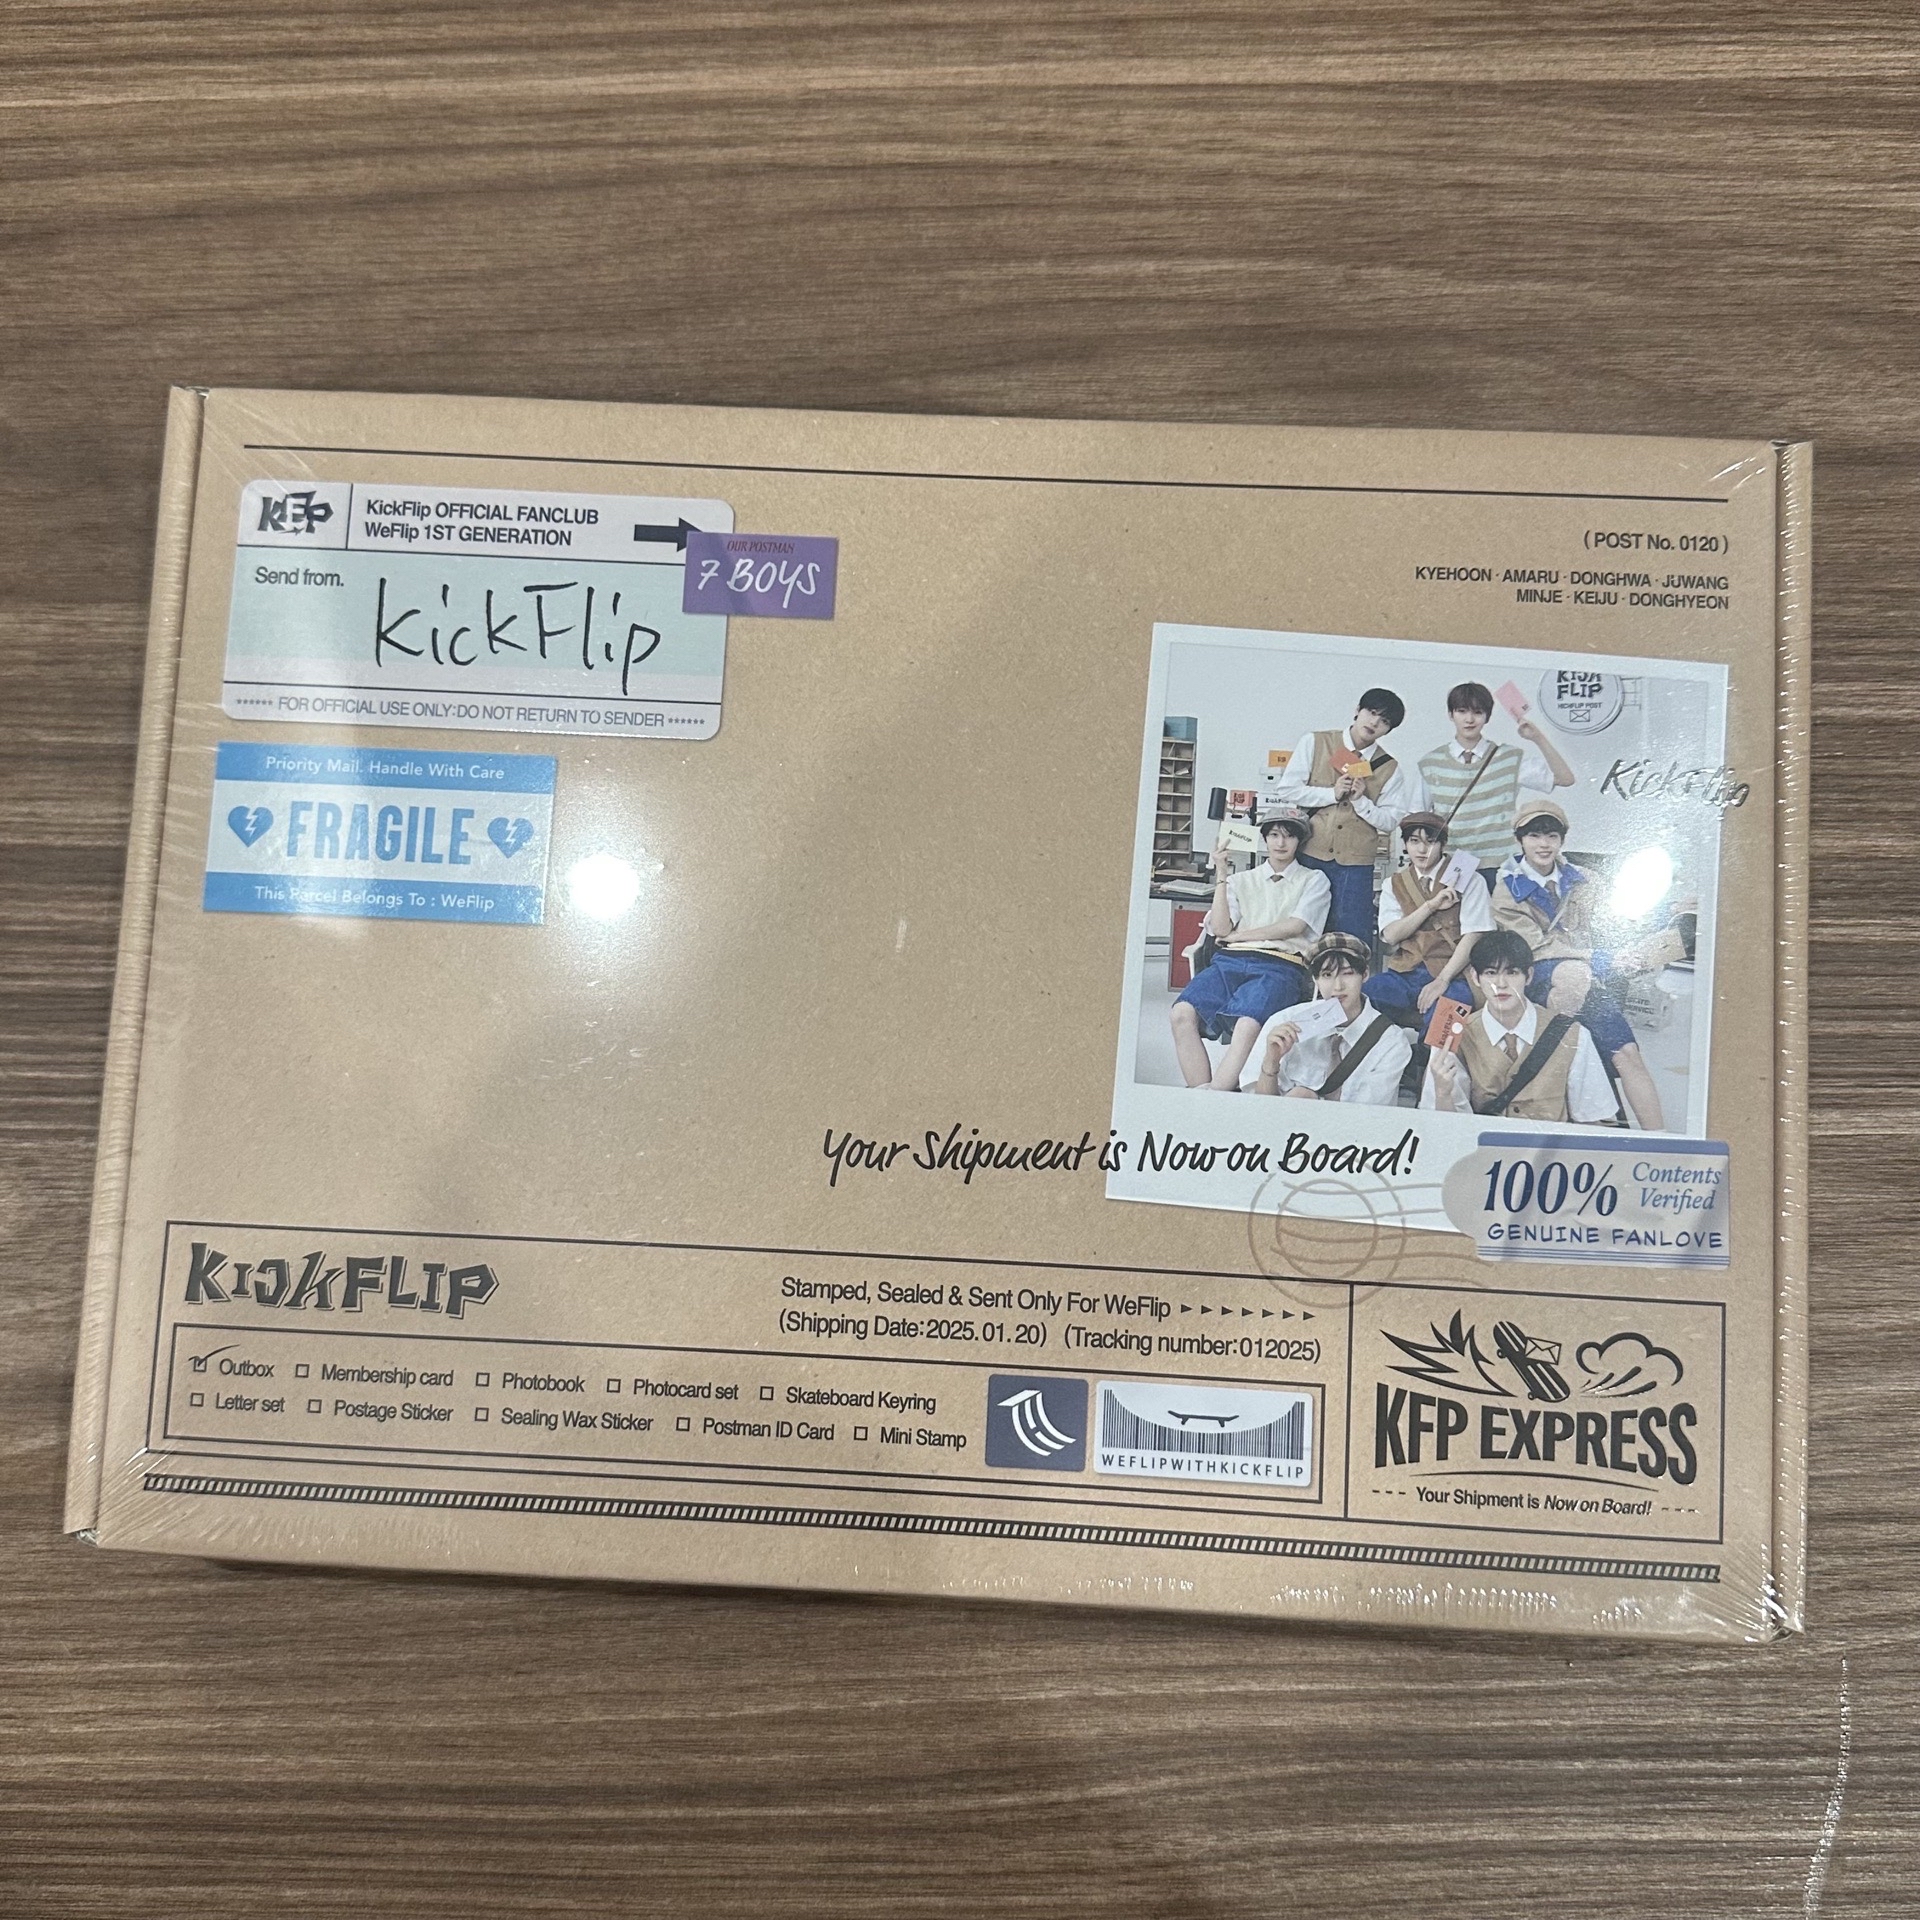 KFP
KickFlip OFFICIAL FANCLUB
WeFlip 1ST GENERATION
Send from.
KickFlip
OUR POSTMAN
7 BOYS
****** FOR OFFICIAL USE ONLY:DO NOT RETURN TO SENDER ******
Priority Mail. Handle With Care
FRAGILE
This Parcel Belongs To : WeFlip
( POST No. 0120 )
KYEHOON · AMARU · DONGHWA · JUWANG
MINJE · KEIJU · DONGHYEON
KICK
FLIP
KICKFLIP POST
KickFlip
Your Shipment is Now on Board!
100% Contents
Verified
GENUINE FANLOVE
KICKFLIP
Stamped, Sealed & Sent Only For WeFlip
(Shipping Date:2025.01.20) (Tracking number:012025)
Outbox
Membership card
Photobook
Photocard set
Skateboard Keyring
Letter set
Postage Sticker
Sealing Wax Sticker
Postman ID Card
Mini Stamp
WEFLIPWITHKICKFLIP
KFP EXPRESS
--- Your Shipment is Now on Board! ---